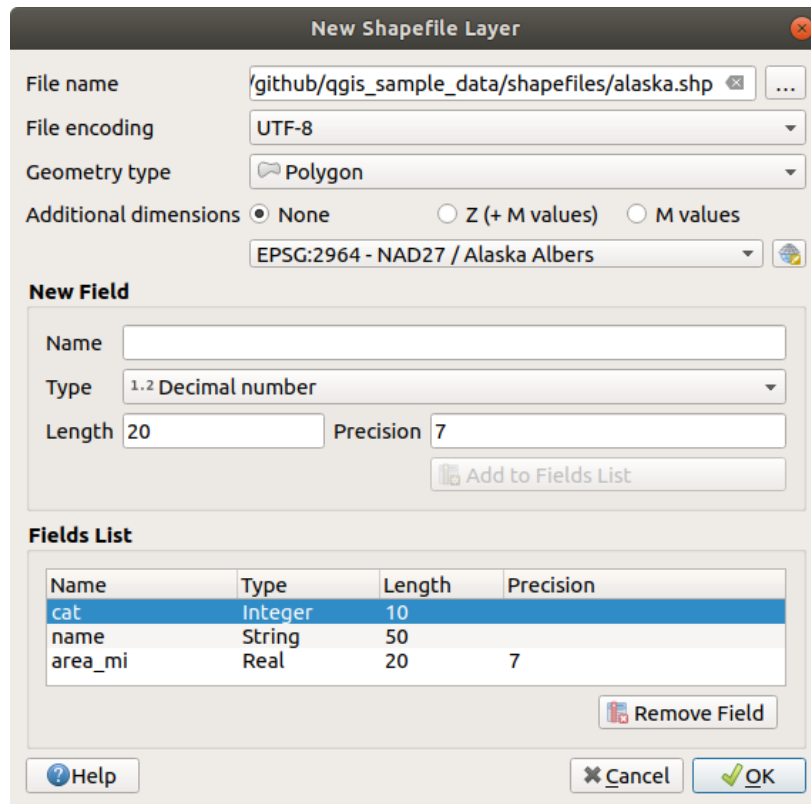 New Shapefile Layer
File name /github/qgis_sample_data/shapefiles/alaska.shp ...
File encoding UTF-8
Geometry type Polygon
Additional dimensions None Z (+ M values) M values
EPSG:2964 - NAD27 / Alaska Albers
New Field
Name
Type 1.2 Decimal number
Length 20 Precision 7
Add to Fields List
Fields List
Name Type Length Precision
cat Integer 10
name String 50
area_mi Real 20 7
Remove Field
Help Cancel OK